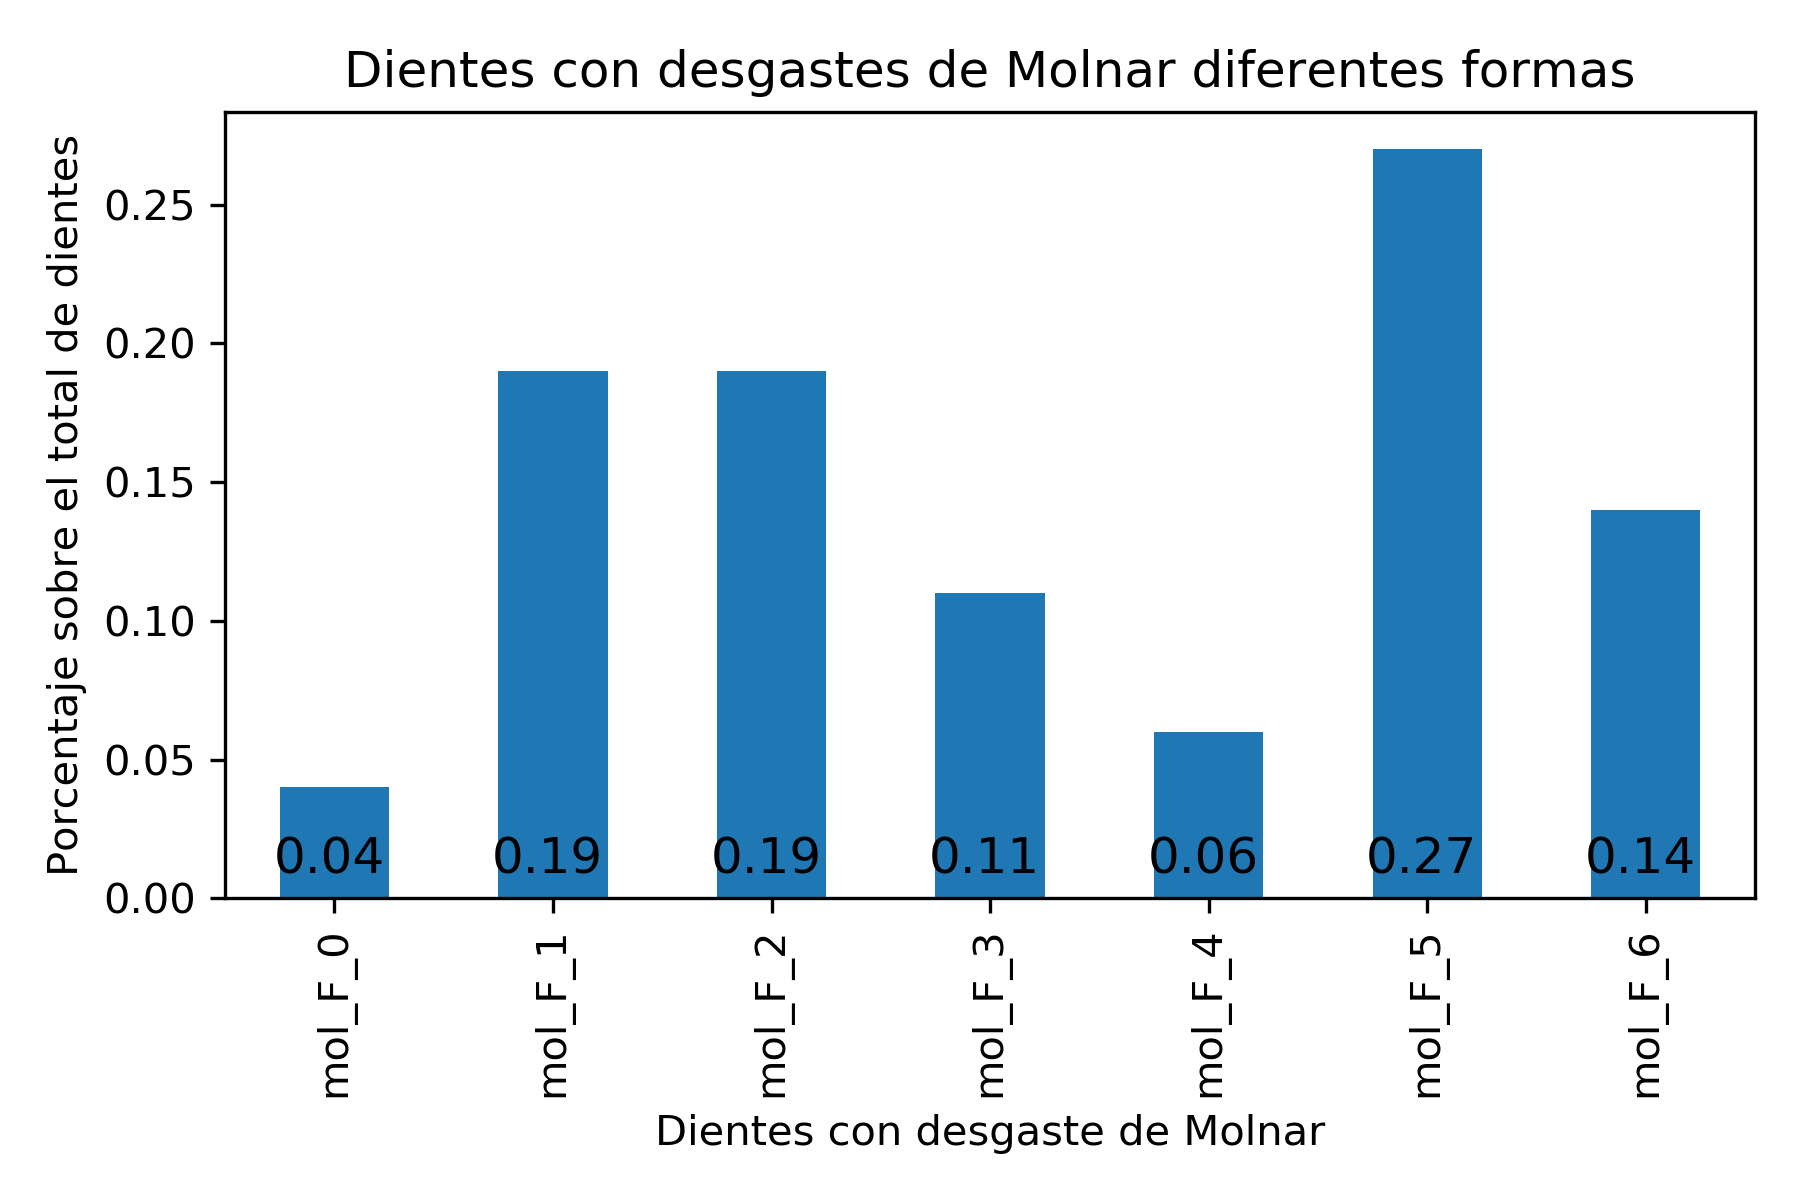 Dientes con desgastes de Molnar diferentes formas
Porcentaje sobre el total de dientes
0.25
0.20
0.15
0.10
0.05
0.00
0.04 0.19 0.19 0.11 0.06 0.27 0.14
mol_F_0 mol_F_1 mol_F_2 mol_F_3 mol_F_4 mol_F_5 mol_F_6
Dientes con desgaste de Molnar